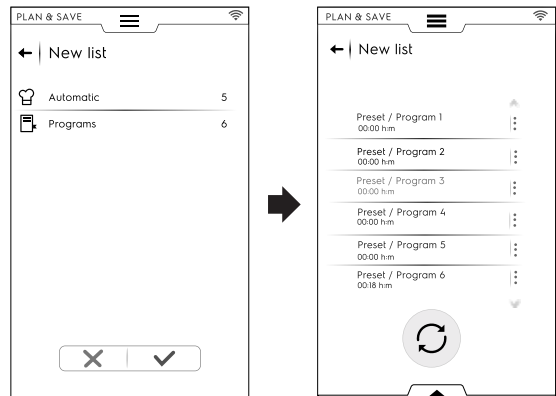 PLAN & SAVE
New list
Automatic 5
Programs 6
PLAN & SAVE
New list
Preset / Program 1
00:00 h:m
Preset / Program 2
00:00 h:m
Preset / Program 3
00:00 h:m
Preset / Program 4
00:00 h:m
Preset / Program 5
00:00 h:m
Preset / Program 6
00:18 h:m